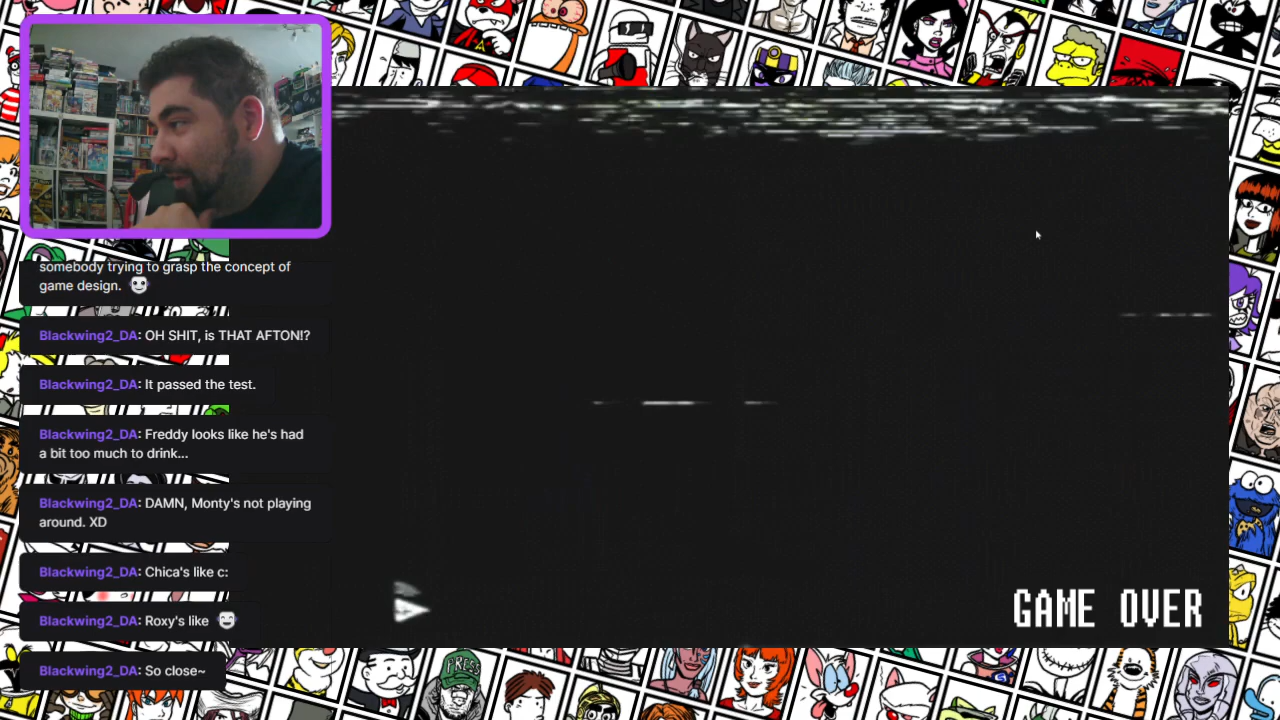 somebody trying to grasp the concept of
game design.
Blackwing2_DA: OH SHIT, is THAT AFTON!?
Blackwing2_DA: It passed the test.
Blackwing2_DA: Freddy looks like he's had
a bit too much to drink...
Blackwing2_DA: DAMN, Monty's not playing
around. XD
Blackwing2_DA: Chica's like c:
Blackwing2_DA: Roxy's like
Blackwing2_DA: So close~
GAME OVER
PRESS